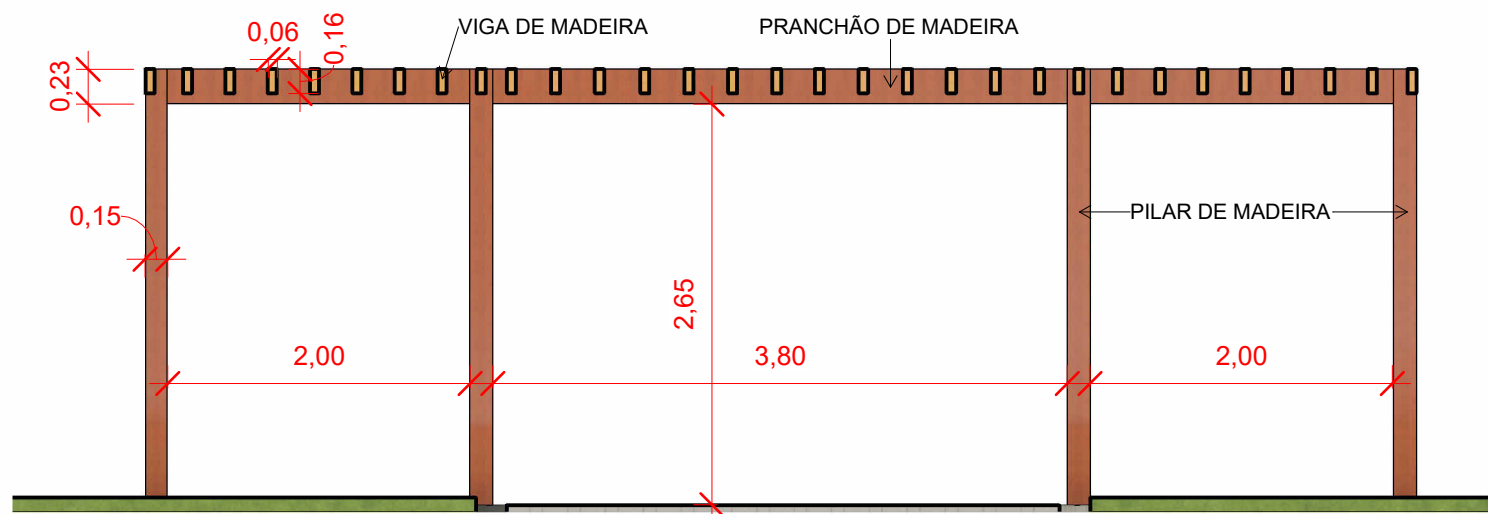 0,06
0,16
VIGA DE MADEIRA
PRANCHÃO DE MADEIRA
0,23
0,15
PILAR DE MADEIRA
2,65
2,00
3,80
2,00